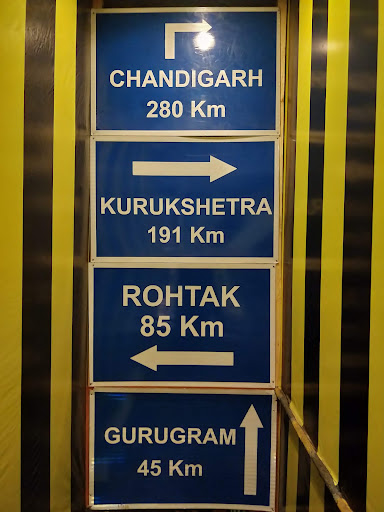 CHANDIGARH
280 Km
KURUKSHETRA
191 Km
ROHTAK
85 Km
GURUGRAM
45 Km